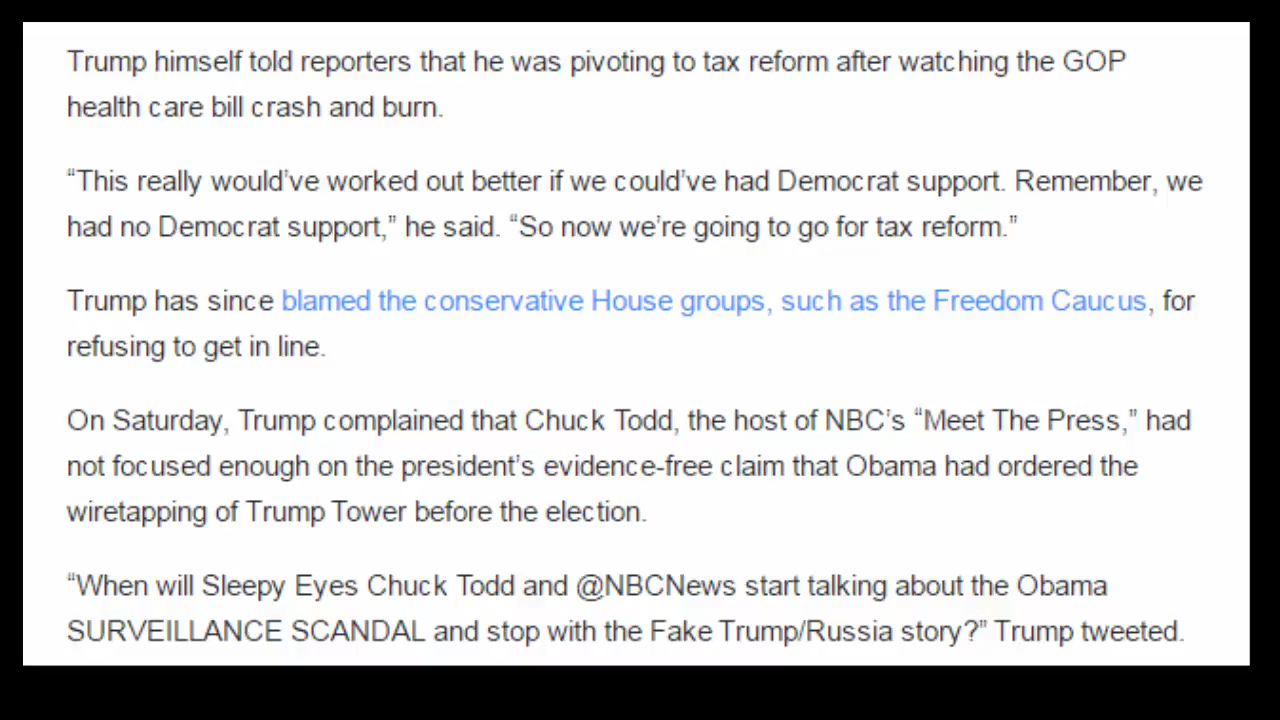 Trump himself told reporters that he was pivoting to tax reform after watching the GOP
health care bill crash and burn.
“This really would’ve worked out better if we could’ve had Democrat support. Remember, we
had no Democrat support,” he said. “So now we’re going to go for tax reform.”
Trump has since blamed the conservative House groups, such as the Freedom Caucus, for
refusing to get in line.
On Saturday, Trump complained that Chuck Todd, the host of NBC’s “Meet The Press,” had
not focused enough on the president’s evidence-free claim that Obama had ordered the
wiretapping of Trump Tower before the election.
“When will Sleepy Eyes Chuck Todd and @NBCNews start talking about the Obama
SURVEILLANCE SCANDAL and stop with the Fake Trump/Russia story?” Trump tweeted.